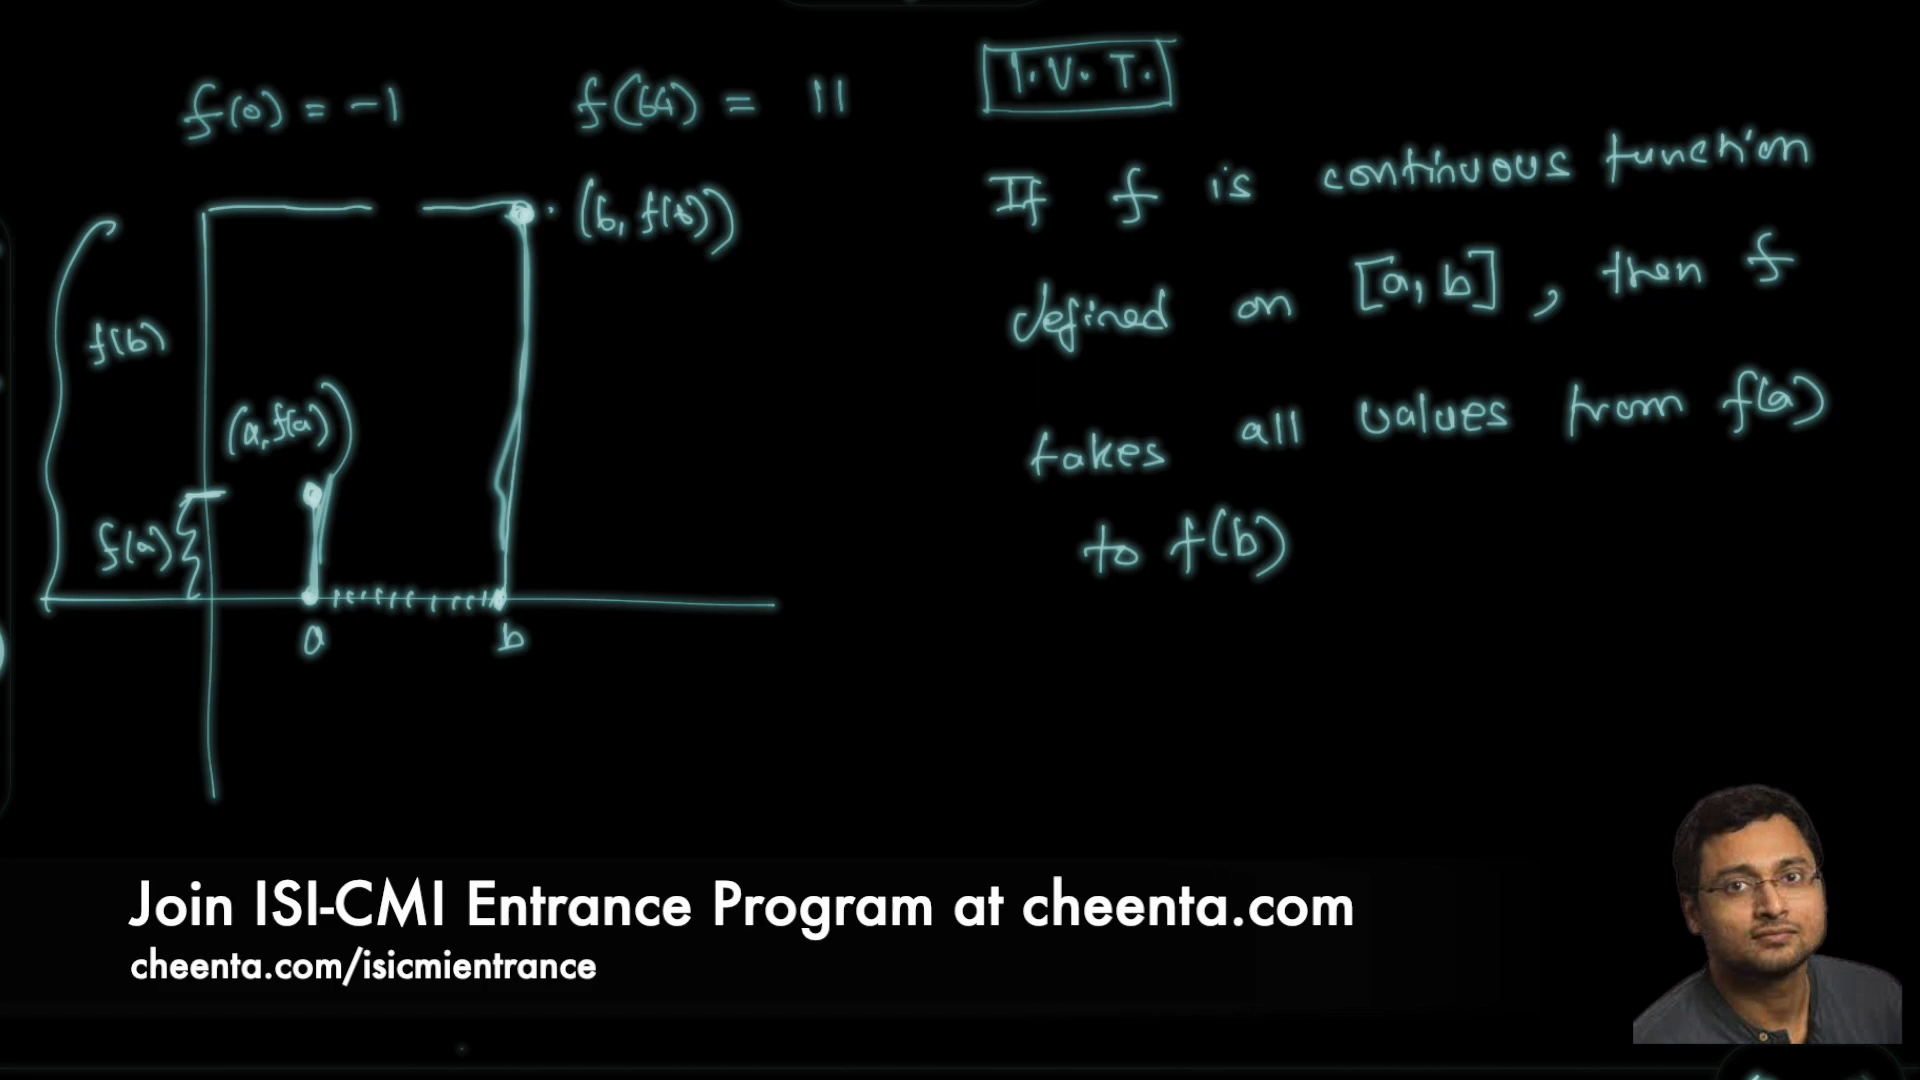 f(0) = -1 f(64) = 11
I.V.T.
If f is continuous function
defined on [a, b], then f
takes all values from f(a)
to f(b)
(b, f(b))
f(b)
(a, f(a))
f(a)
a b
Join ISI-CMI Entrance Program at cheenta.com
cheenta.com/isicmientrance